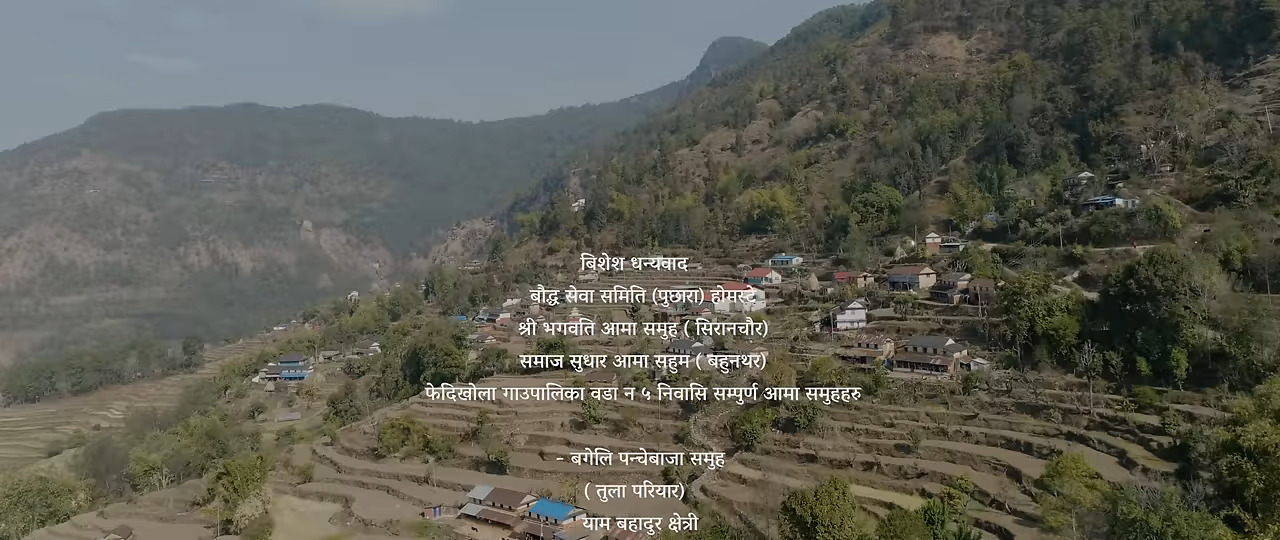 बिशेश धन्यवाद
बौद्ध सेवा समिति (पुछारा) होमस्टे
श्री भगवति आमा समुह ( सिरानचौर)
समाज सुधार आमा सहुम ( बहुनथर)
फेदिखोला गाउपालिका वडा न ५ निवासि सम्पुर्ण आमा समुहहरु
- बगेलि पन्चेबाजा समुह
( तुला परियार)
याम बहादुर क्षेत्री